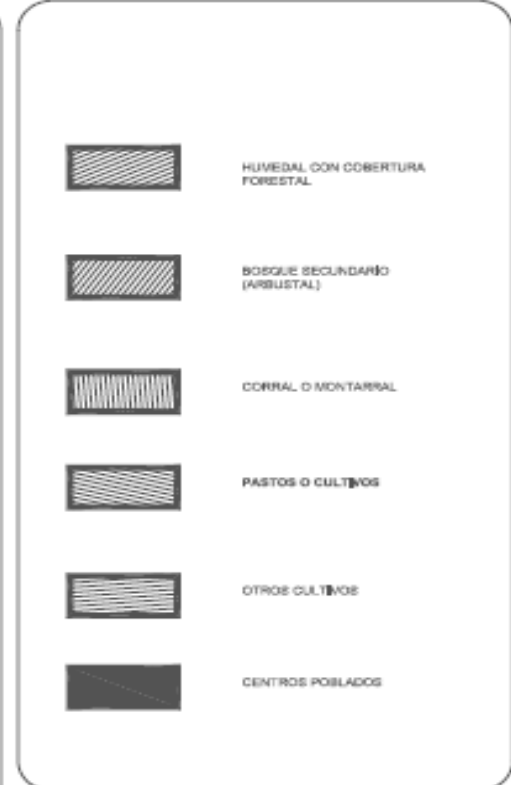 HUMEDAL CON COBERTURA
FORESTAL
BOSQUE SECUNDARIO
(ARBUSTAL)
CORRAL O MONTARRAL
PASTOS O CULTIVOS
OTROS CULTIVOS
CENTROS POBLADOS